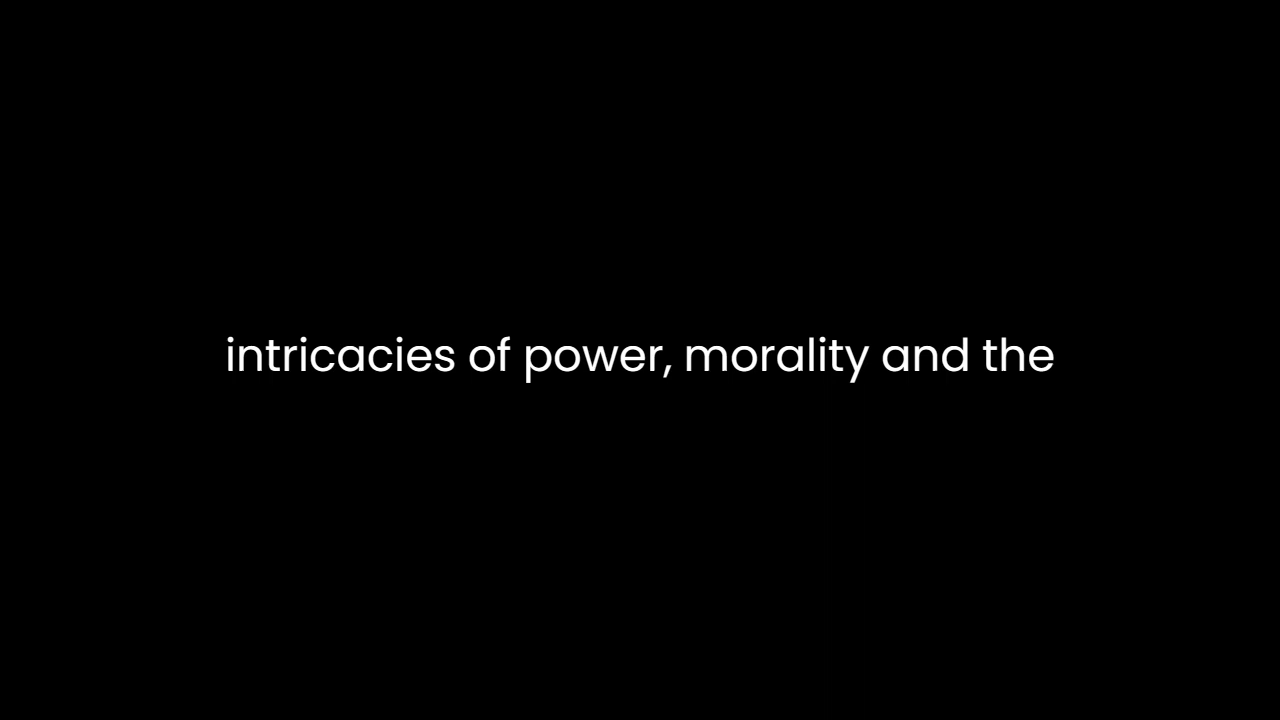 intricacies of power, morality and the